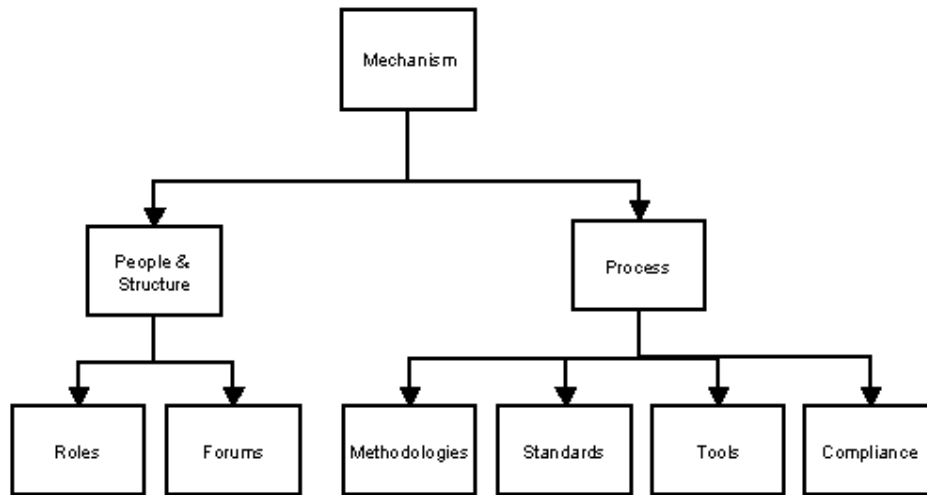 Mechanism
People &
Structure
Process
Roles
Forums
Methodologies
Standards
Tools
Compliance